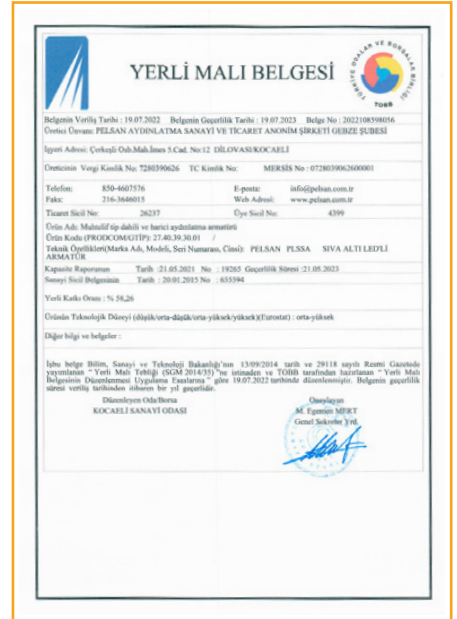 YERLİ MALI BELGESİ
TÜRKİYE ODALAR VE BORSALAR BİRLİĞİ
TOBB
Belgenin Veriliş Tarihi : 19.07.2022 Belgenin Geçerlilik Tarihi : 19.07.2023 Belge No : 2022108598056
Üretici Ünvanı: PELSAN AYDINLATMA SANAYİ VE TİCARET ANONİM ŞİRKETİ GEBZE ŞUBESİ
İşyeri Adresi: Çerkeşli Osb.Mah.İmes 5.Cad. No:12 DİLOVASI/KOCAELİ
Üreticinin Vergi Kimlik No: 7280390626 TC Kimlik No: MERSİS No : 0728039062600001
Telefon: 850-4607576 E-posta: info@pelsan.com.tr
Faks: 216-3646015 Web Adresi: www.pelsan.com.tr
Ticaret Sicil No: 26237 Üye Sicil No: 4399
Ürün Adı: Muhtelif tip dahili ve harici aydınlatma armatürü
Ürün Kodu (PRODCOM/GTİP): 27.40.39.30.01 /
Teknik Özellikleri(Marka Adı, Modeli, Seri Numarası, Cinsi): PELSAN PLSSA SIVA ALTI LED'Lİ
ARMATÜR
Kapasite Raporunun Tarih :21.05.2021 No : 19265 Geçerlilik Süresi :21.05.2023
Sanayi Sicil Belgesinin Tarih : 20.01.2015 No : 655394
Yerli Katkı Oranı : % 58,26
Ürünün Teknolojik Düzeyi (düşük/orta-düşük/orta-yüksek/yüksek)(Eurostat) : orta-yüksek
Diğer bilgi ve belgeler :
İşbu belge Bilim, Sanayi ve Teknoloji Bakanlığı'nın 13/09/2014 tarih ve 29118 sayılı Resmi Gazetede
yayımlanan " Yerli Malı Tebliği (SGM 2014/35) "ne istinaden ve TOBB tarafından hazırlanan " Yerli Malı
Belgesinin Düzenlenmesi Uygulama Esaslarına " göre 19.07.2022 tarihinde düzenlenmiştir. Belgenin geçerlilik
süresi veriliş tarihinden itibaren bir yıl geçerlidir.
Düzenleyen Oda/Borsa Onaylayan
KOCAELİ SANAYİ ODASI M. Egemen MERT
Genel Sekreter Yrd.